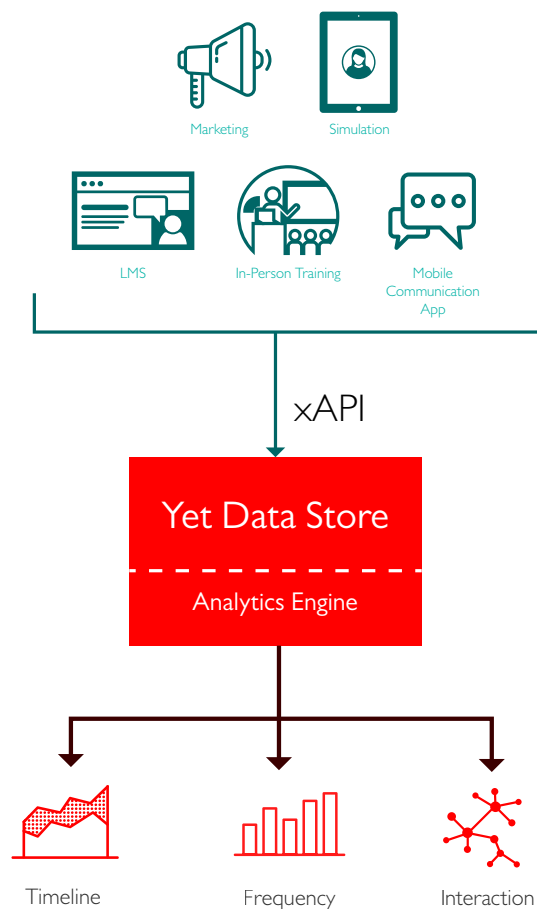 Marketing
Simulation
LMS
In-Person Training
Mobile
Communication
App
xAPI
Yet Data Store
Analytics Engine
Timeline
Frequency
Interaction